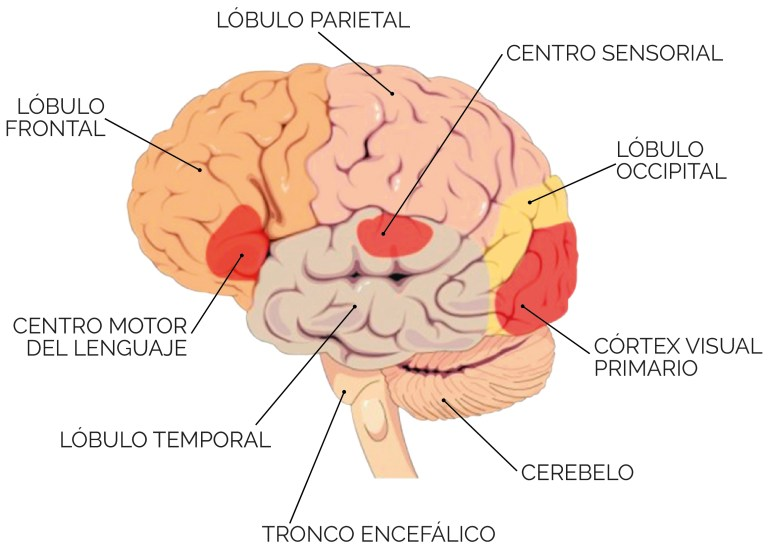 LÓBULO PARIETAL
CENTRO SENSORIAL
LÓBULO
FRONTAL
LÓBULO
OCCIPITAL
CENTRO MOTOR
DEL LENGUAJE
CÓRTEX VISUAL
PRIMARIO
LÓBULO TEMPORAL
CEREBELO
TRONCO ENCEFÁLICO